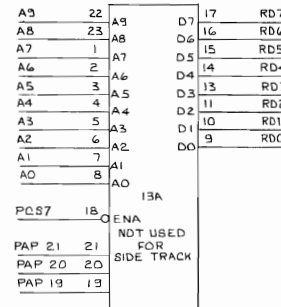 A9 22 A9 D7 17 RD7
A8 23 A8 D6 16 RD6
A7 1 A7 D5 15 RD5
A6 2 A6 D4 14 RD4
A5 3 A5 D3 13
A4 4 A4 D2 11 RD2
A3 5 A3 D1 10 RD1
A2 6 A2 D0 9 RD0
A1 7 A1
A0 8 A0
13A
PCS7 18 ENA
NOT USED
FOR
SIDE TRACK
PAP 21 21
PAP 20 20
PAP 19 19